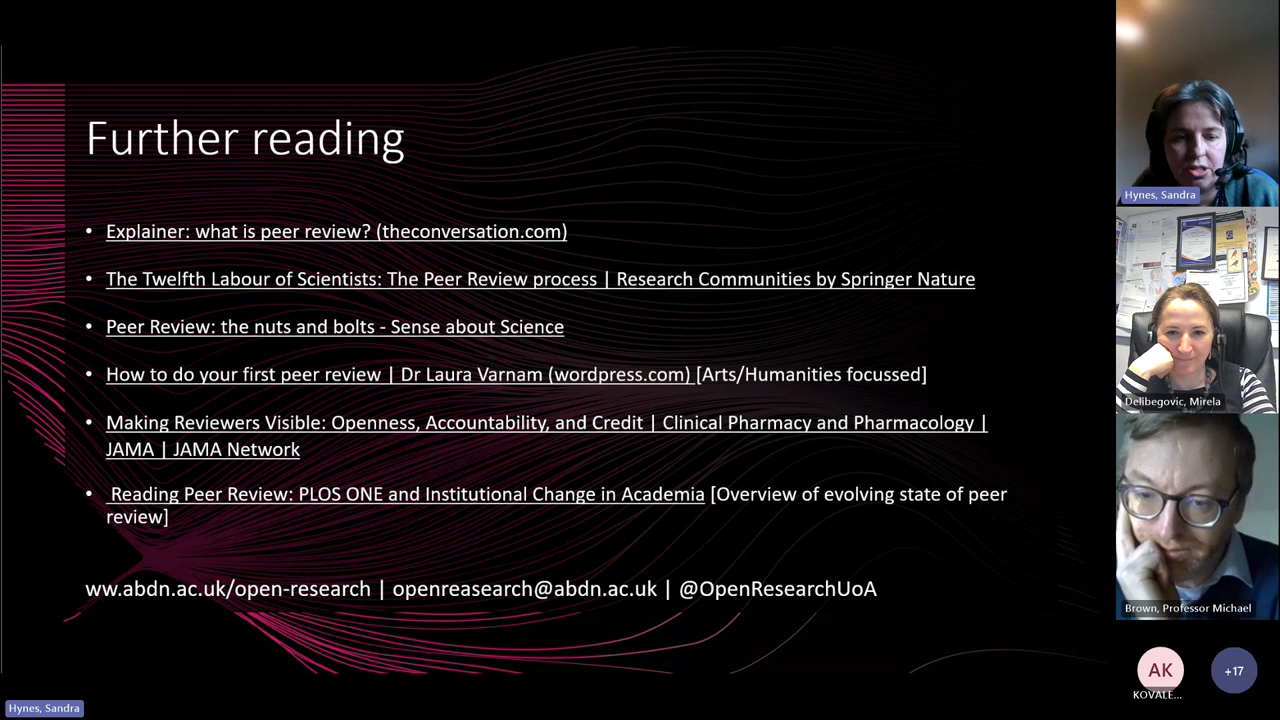 Further reading
• Explainer: what is peer review? (theconversation.com)
• The Twelfth Labour of Scientists: The Peer Review process | Research Communities by Springer Nature
• Peer Review: the nuts and bolts - Sense about Science
• How to do your first peer review | Dr Laura Varnam (wordpress.com) [Arts/Humanities focussed]
• Making Reviewers Visible: Openness, Accountability, and Credit | Clinical Pharmacy and Pharmacology |
JAMA | JAMA Network
• Reading Peer Review: PLOS ONE and Institutional Change in Academia [Overview of evolving state of peer
review]
ww.abdn.ac.uk/open-research | openreasearch@abdn.ac.uk | @OpenResearchUoA
Hynes, Sandra
Hynes, Sandra
Delibegovic, Mirela
Brown, Professor Michael
AK
KOVALE...
+17